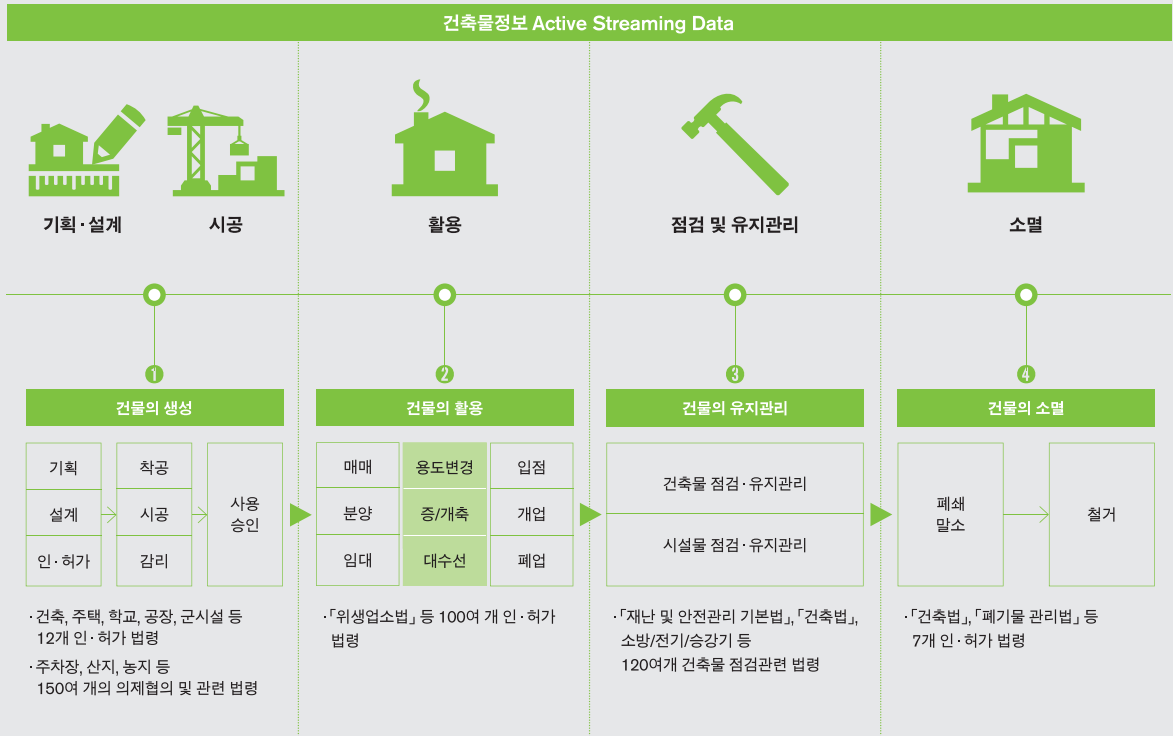 건축물정보 Active Streaming Data
기획·설계
시공
활용
점검 및 유지관리
소멸
1
건물의 생성
기획
설계
인·허가
착공
시공
감리
사용
승인
·건축, 주택, 학교, 공장, 군시설 등
12개 인·허가 법령
·주차장, 산지, 농지 등
150여 개의 의제협의 및 관련 법령
2
건물의 활용
매매
분양
임대
용도변경
증/개축
대수선
입점
개업
폐업
·「위생업소법」 등 100여 개 인·허가
법령
3
건물의 유지관리
건축물 점검·유지관리
시설물 점검·유지관리
·「재난 및 안전관리 기본법」, 「건축법」,
소방/전기/승강기 등
120여개 건축물 점검관련 법령
4
건물의 소멸
폐쇄
말소
철거
·「건축법」, 「폐기물 관리법」 등
7개 인·허가 법령